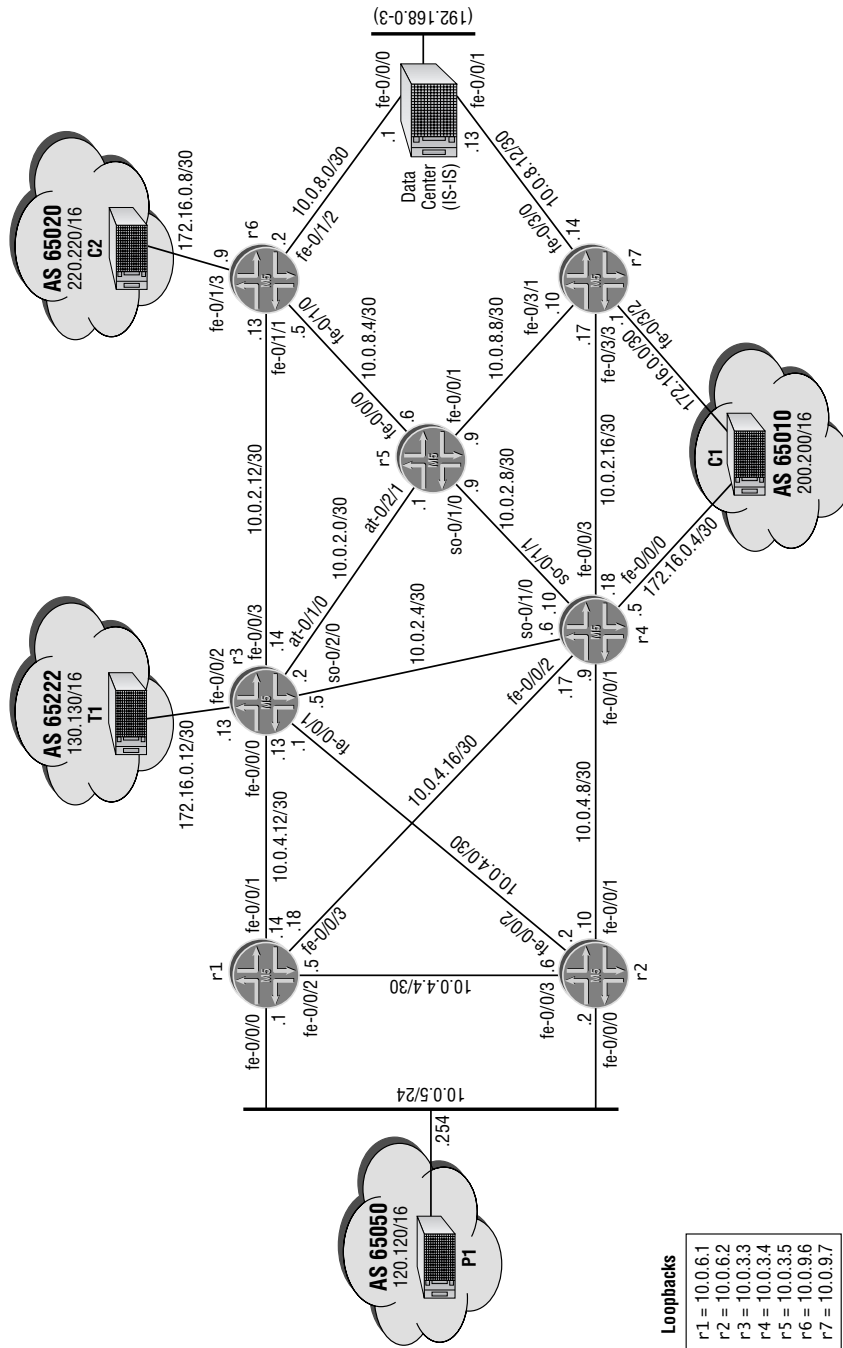 AS 65050
120.120/16
P1
.254
10.0.5/24
Loopbacks
r1 = 10.0.6.1
r2 = 10.0.6.2
r3 = 10.0.3.3
r4 = 10.0.3.4
r5 = 10.0.3.5
r6 = 10.0.9.6
r7 = 10.0.9.7
r1
M5
fe-0/0/0
.1
fe-0/0/1
.14
.18
fe-0/0/3
.5
fe-0/0/2
10.0.4.4/30
r2
M5
.6
fe-0/0/3
.2
fe-0/0/0
fe-0/0/2
.2
.10
fe-0/0/1
10.0.4.12/30
10.0.4.16/30
10.0.4.0/30
10.0.4.8/30
AS 65222
130.130/16
T1
172.16.0.12/30
fe-0/0/2
.13
r3
M5
fe-0/0/0
.13
.1
fe-0/0/1
fe-0/0/3
.14
at-0/1/0
.2
so-0/2/0
.5
10.0.2.12/30
10.0.2.0/30
10.0.2.4/30
r4
M5
fe-0/0/2
.17
.9
fe-0/0/1
so-0/1/0
.6
.10
so-0/1/1
fe-0/0/3
.18
fe-0/0/0
.5
172.16.0.4/30
10.0.2.8/30
10.0.2.16/30
r5
M5
at-0/2/1
.1
so-0/1/0
.9
fe-0/0/0
.6
fe-0/0/1
.9
10.0.8.4/30
10.0.8.8/30
AS 65020
220.220/16
C2
172.16.0.8/30
fe-0/1/3
.9
r6
M5
.13
fe-0/1/1
.5
fe-0/1/0
.2
fe-0/1/2
10.0.8.0/30
r7
M5
fe-0/3/1
.10
.17
fe-0/3/3
.1
fe-0/3/2
172.16.0.0/30
.14
fe-0/3/0
10.0.8.12/30
C1
AS 65010
200.200/16
Data
Center
(IS-IS)
.1
fe-0/0/0
.13
fe-0/0/1
(192.168.0-3)